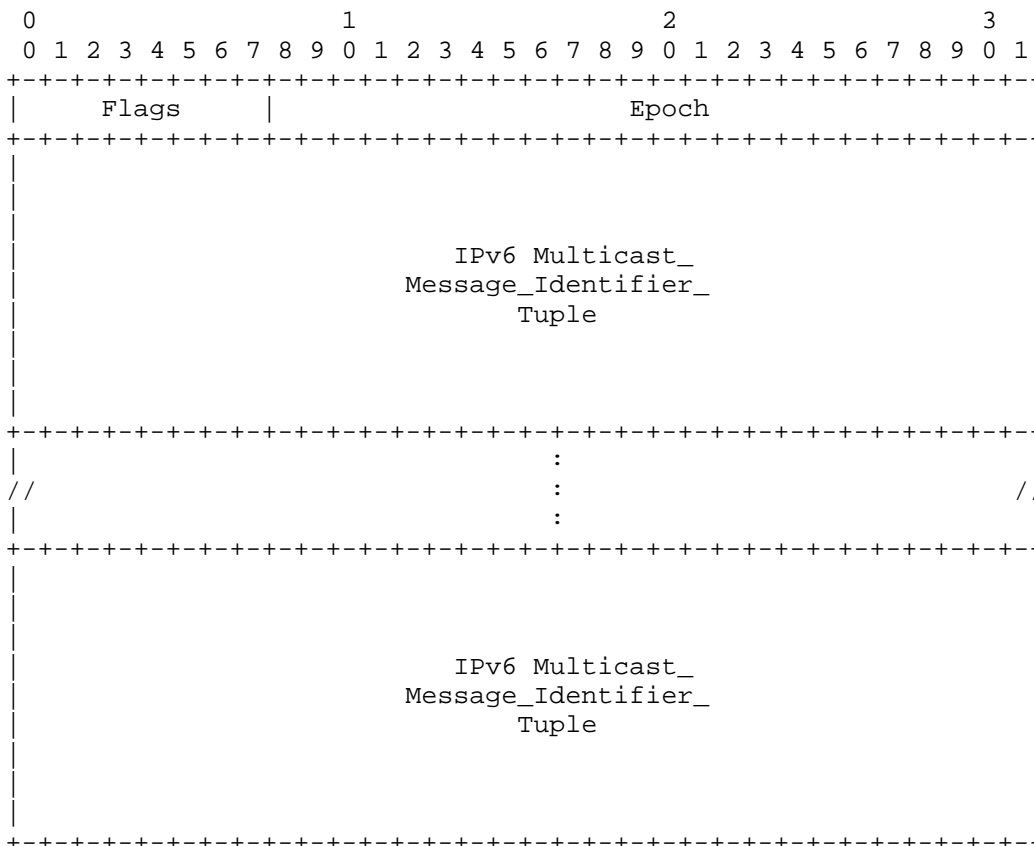 0                   1                   2                   3
0 1 2 3 4 5 6 7 8 9 0 1 2 3 4 5 6 7 8 9 0 1 2 3 4 5 6 7 8 9 0 1
+-+-+-+-+-+-+-+-+-+-+-+-+-+-+-+-+-+-+-+-+-+-+-+-+-+-+-+-+-+-+-+-+-
|     Flags     |                      Epoch
+-+-+-+-+-+-+-+-+-+-+-+-+-+-+-+-+-+-+-+-+-+-+-+-+-+-+-+-+-+-+-+-+-
|
|
|
|                           IPv6 Multicast_
|                        Message_Identifier_
|                               Tuple
|
|
|
+-+-+-+-+-+-+-+-+-+-+-+-+-+-+-+-+-+-+-+-+-+-+-+-+-+-+-+-+-+-+-+-+-
|                                 :
//                                :                            //
|                                 :
+-+-+-+-+-+-+-+-+-+-+-+-+-+-+-+-+-+-+-+-+-+-+-+-+-+-+-+-+-+-+-+-+-
|
|
|
|                           IPv6 Multicast_
|                        Message_Identifier_
|                               Tuple
|
|
|
+-+-+-+-+-+-+-+-+-+-+-+-+-+-+-+-+-+-+-+-+-+-+-+-+-+-+-+-+-+-+-+-+-